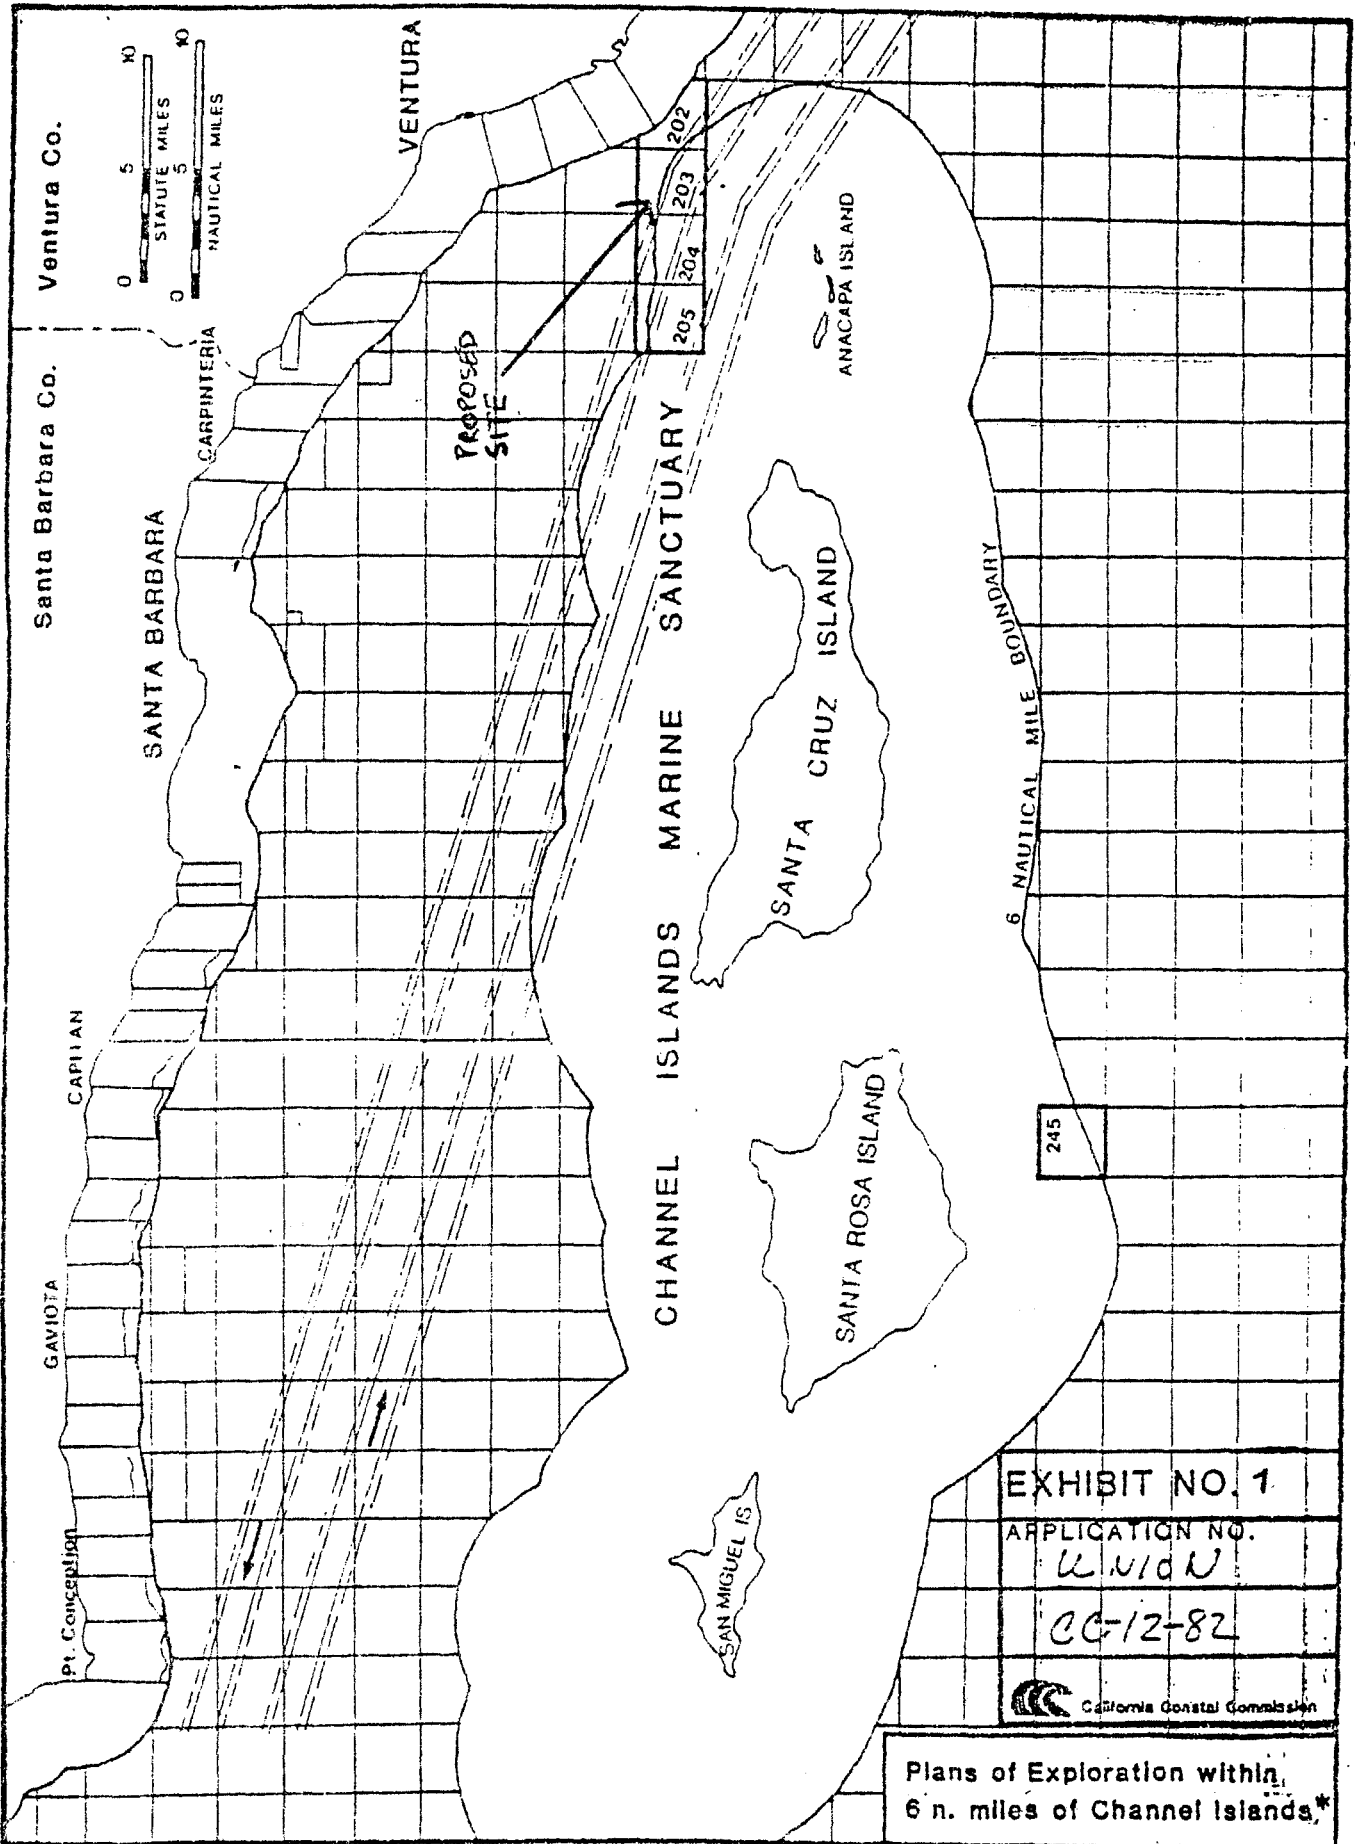 Santa Barbara Co.
Ventura Co.
0 5 10
STATUTE MILES
0 5 10
NAUTICAL MILES
Pt. Conception
GAVIOTA
CAPITAN
SANTA BARBARA
CARPINTERIA
VENTURA
PROPOSED
SITE
205
204
203
202
CHANNEL ISLANDS MARINE SANCTUARY
SAN MIGUEL IS
SANTA ROSA ISLAND
SANTA CRUZ ISLAND
ANACAPA ISLAND
245
6 NAUTICAL MILE BOUNDARY
EXHIBIT NO. 1
APPLICATION NO.
UNION
CC-12-82
California Coastal Commission
Plans of Exploration within
6 n. miles of Channel Islands*